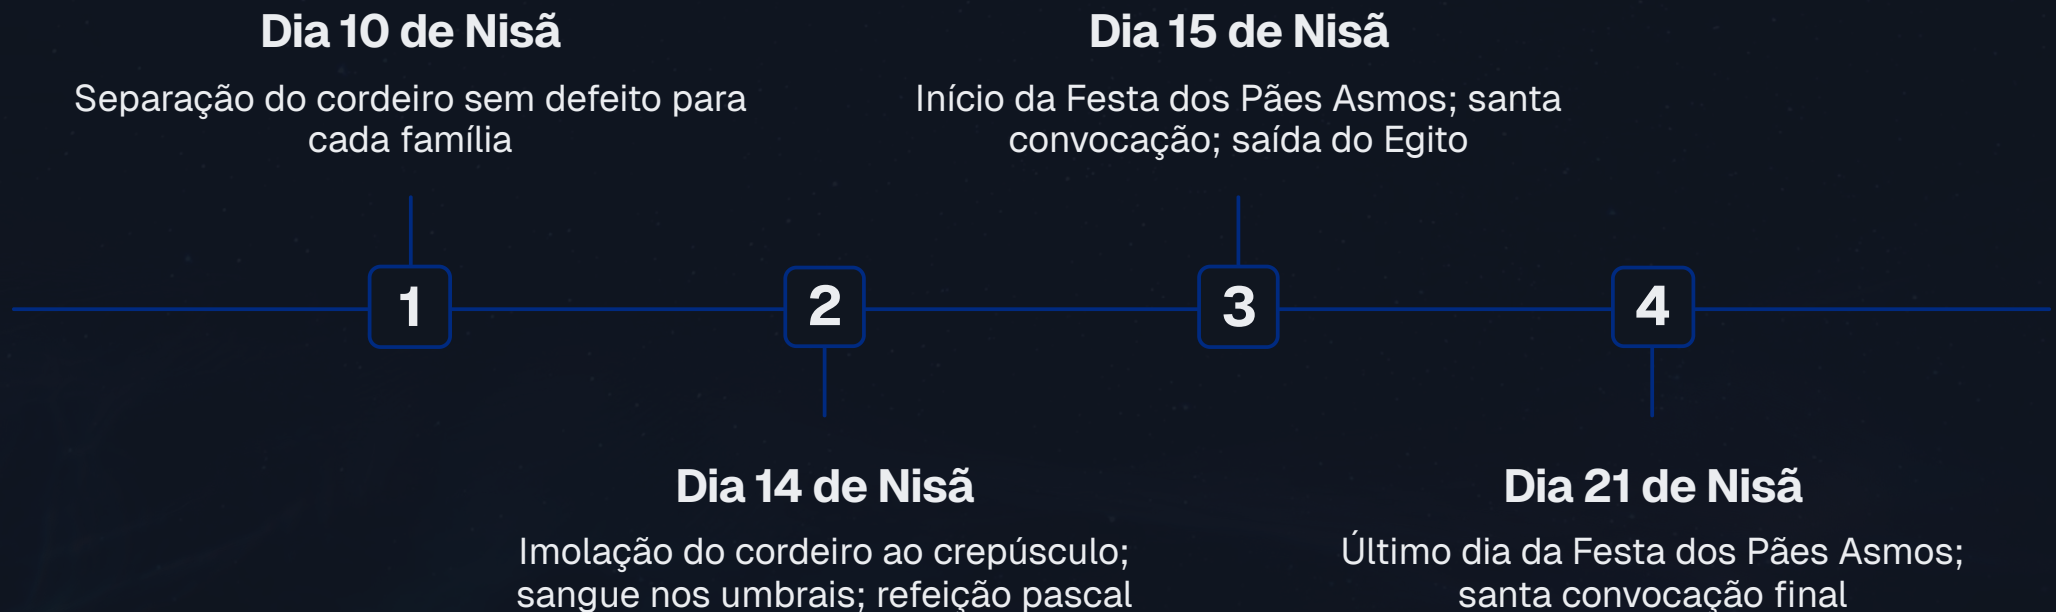 Dia 10 de Nisã
Separação do cordeiro sem defeito para
cada família
Dia 15 de Nisã
Início da Festa dos Pães Asmos; santa
convocação; saída do Egito
1
2
3
4
Dia 14 de Nisã
Imolação do cordeiro ao crepúsculo;
sangue nos umbrais; refeição pascal
Dia 21 de Nisã
Último dia da Festa dos Pães Asmos;
santa convocação final